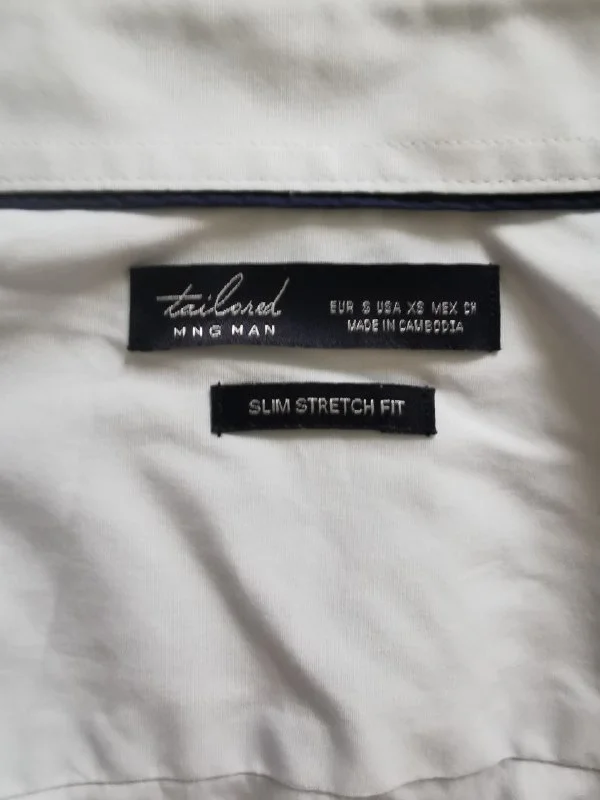 tailored
MNG MAN
EUR S USA XS MEX CH
MADE IN CAMBODIA
SLIM STRETCH FIT